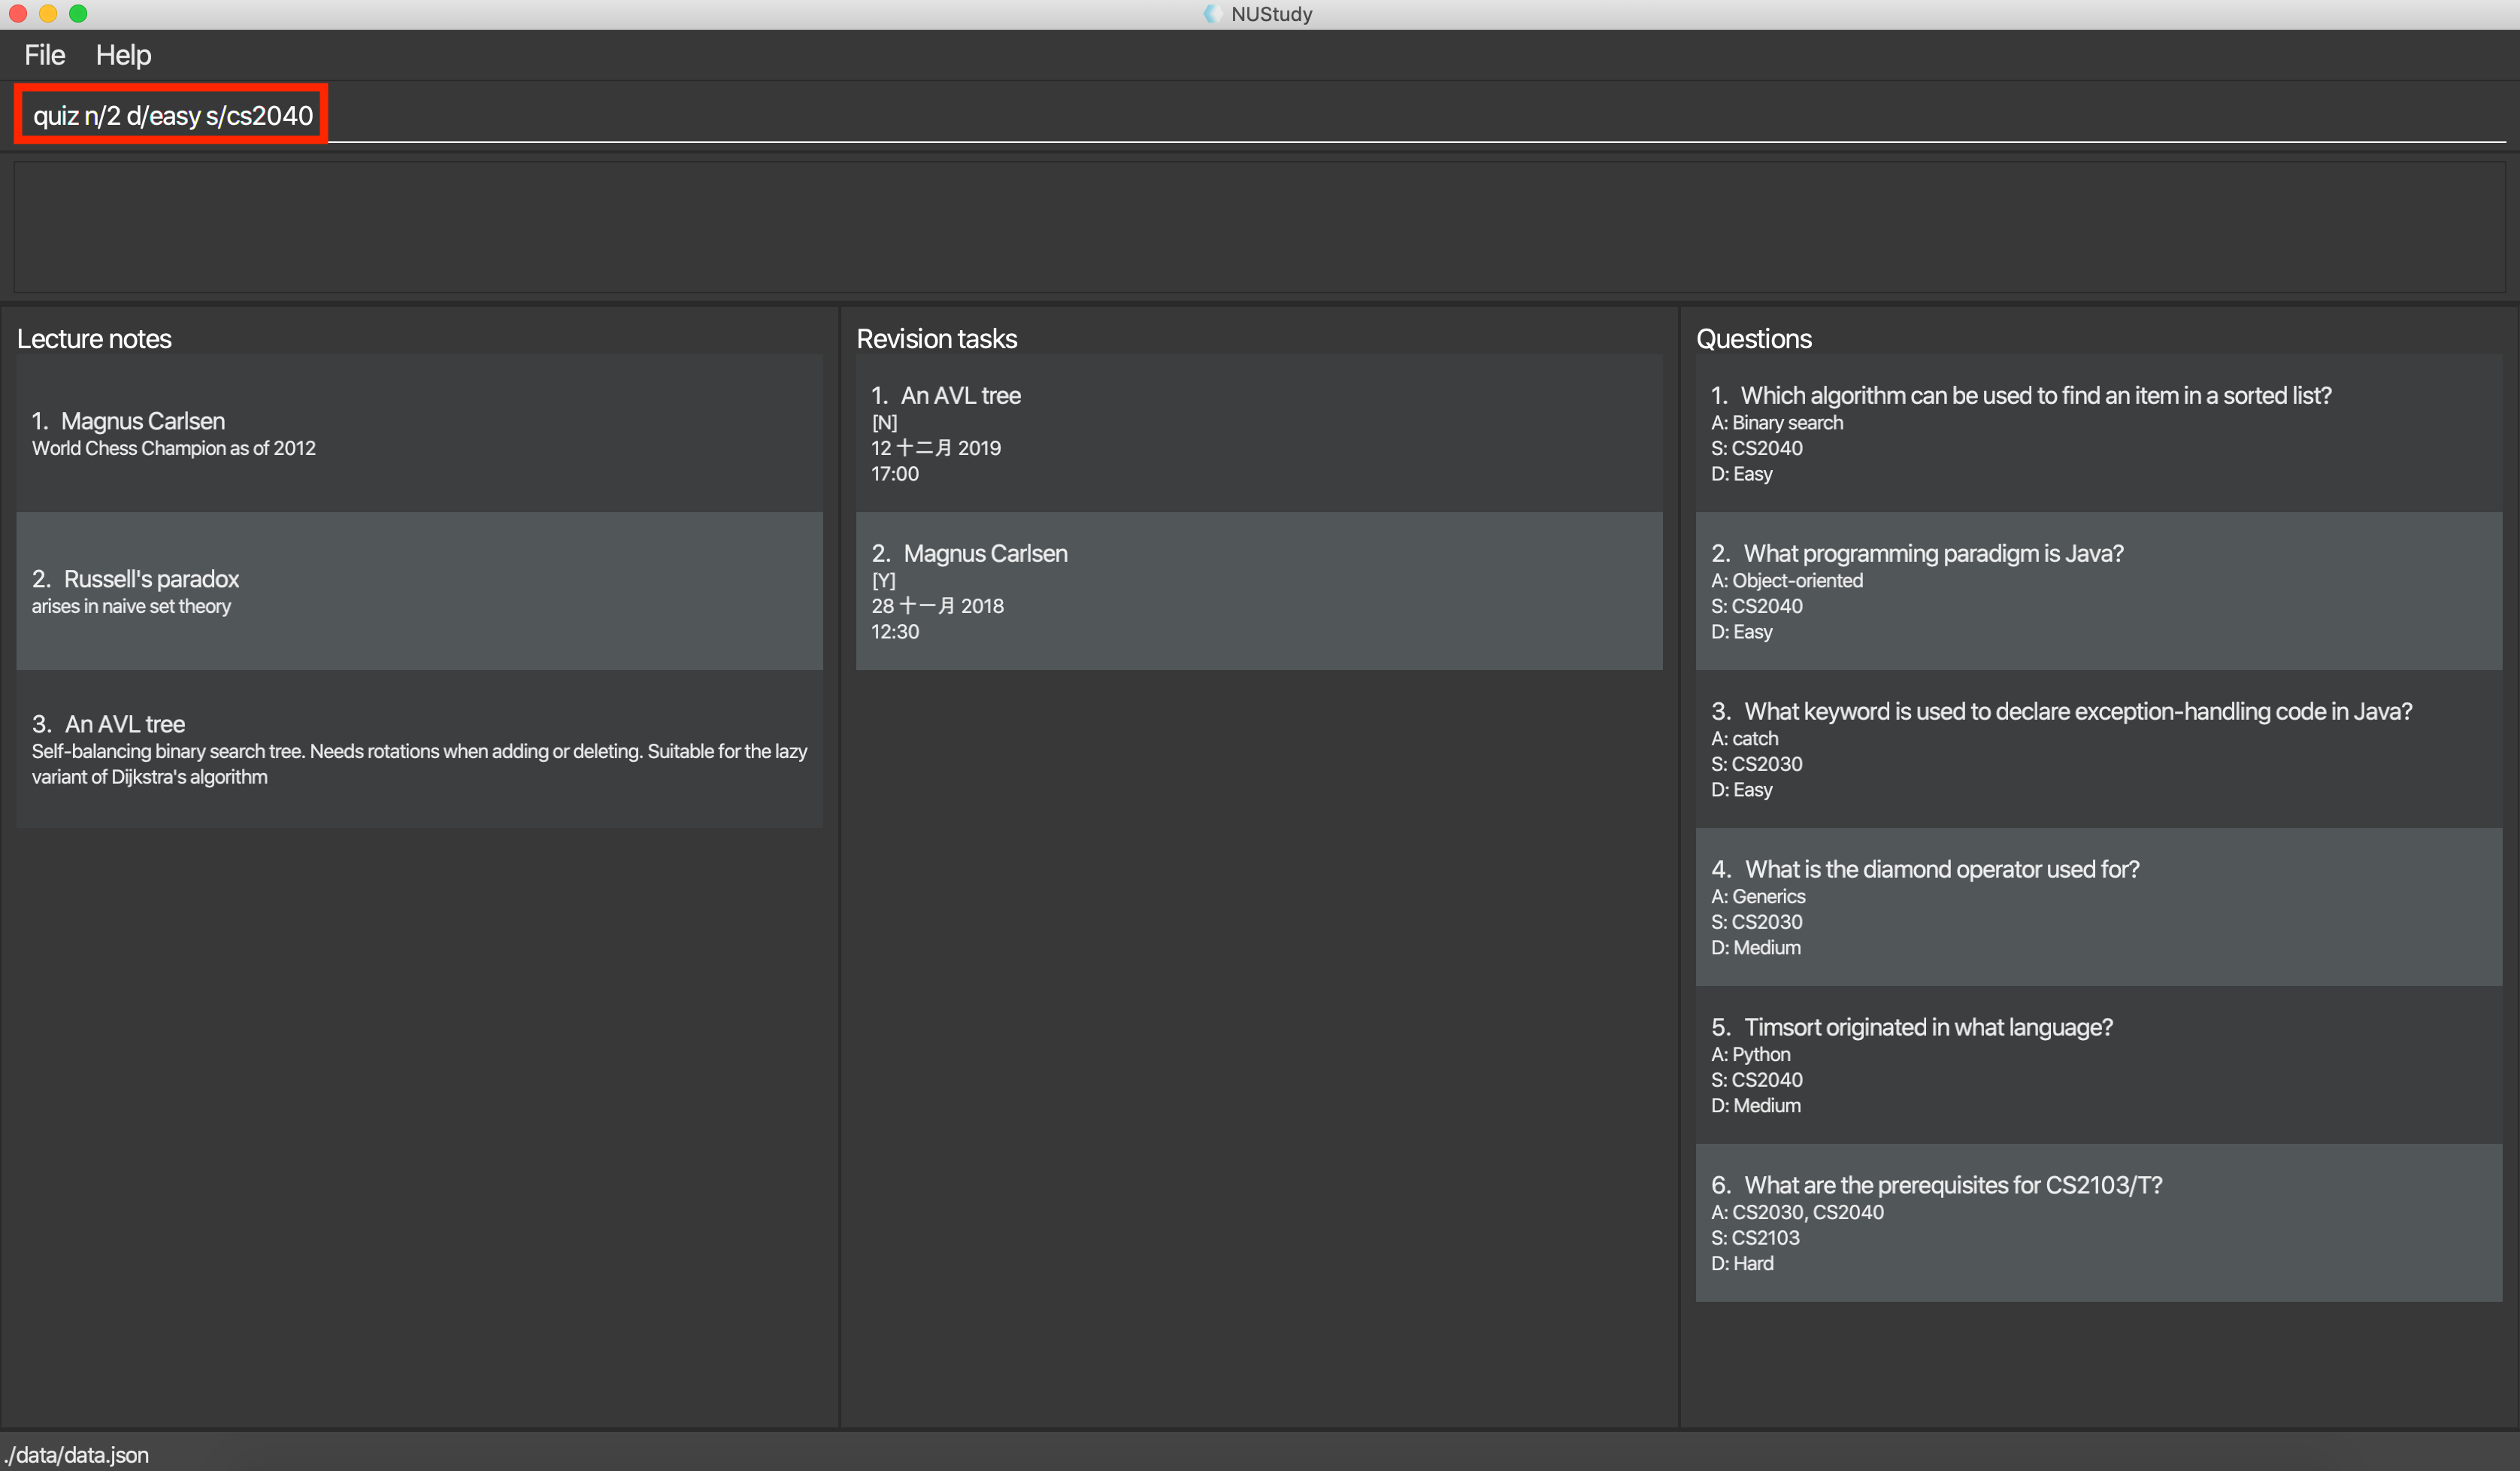 NUStudy
File Help
quiz n/2 d/easy s/cs2040
Lecture notes
1. Magnus Carlsen
World Chess Champion as of 2012
2. Russell's paradox
arises in naive set theory
3. An AVL tree
Self-balancing binary search tree. Needs rotations when adding or deleting. Suitable for the lazy
variant of Dijkstra's algorithm
Revision tasks
1. An AVL tree
[N]
12 十二月 2019
17:00
2. Magnus Carlsen
[Y]
28 十一月 2018
12:30
Questions
1. Which algorithm can be used to find an item in a sorted list?
A: Binary search
S: CS2040
D: Easy
2. What programming paradigm is Java?
A: Object-oriented
S: CS2040
D: Easy
3. What keyword is used to declare exception-handling code in Java?
A: catch
S: CS2030
D: Easy
4. What is the diamond operator used for?
A: Generics
S: CS2030
D: Medium
5. Timsort originated in what language?
A: Python
S: CS2040
D: Medium
6. What are the prerequisites for CS2103/T?
A: CS2030, CS2040
S: CS2103
D: Hard
./data/data.json